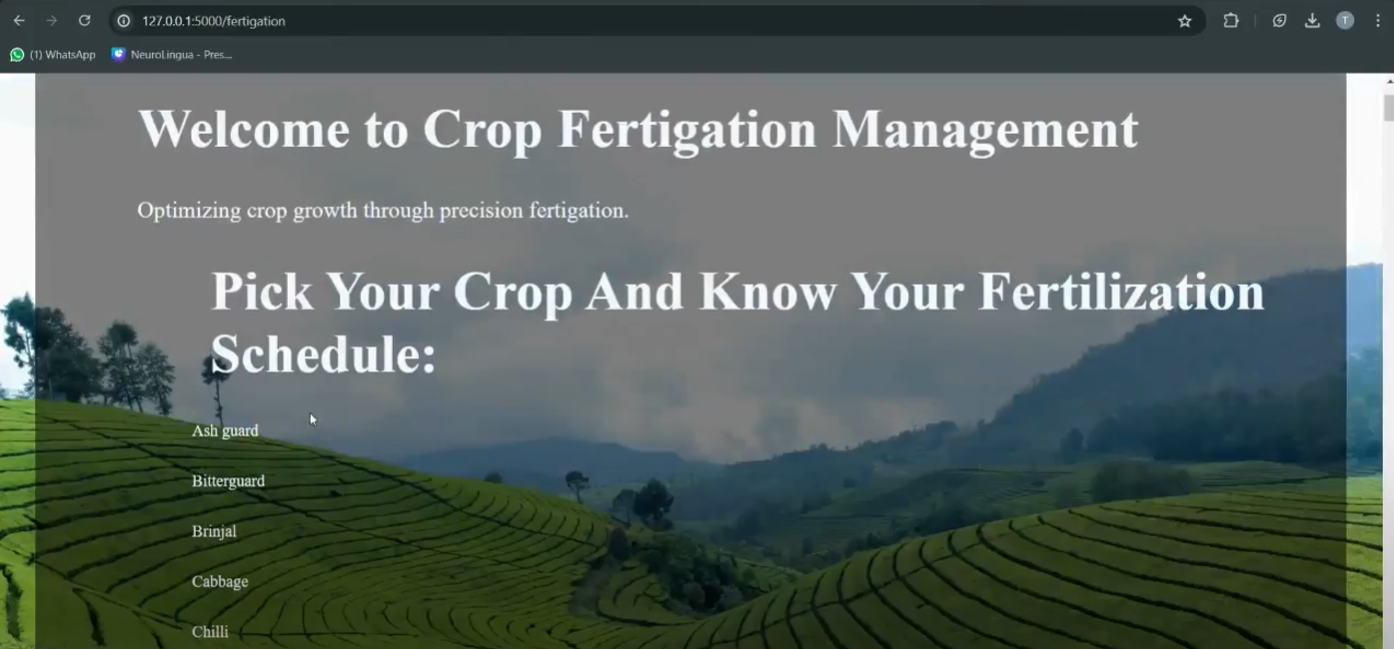 127.0.0.1:5000/fertigation
T
(1) WhatsApp
NeuroLingua - Pres...
Welcome to Crop Fertigation Management
Optimizing crop growth through precision fertigation.
Pick Your Crop And Know Your Fertilization
Schedule:
Ash guard
Bitterguard
Brinjal
Cabbage
Chilli